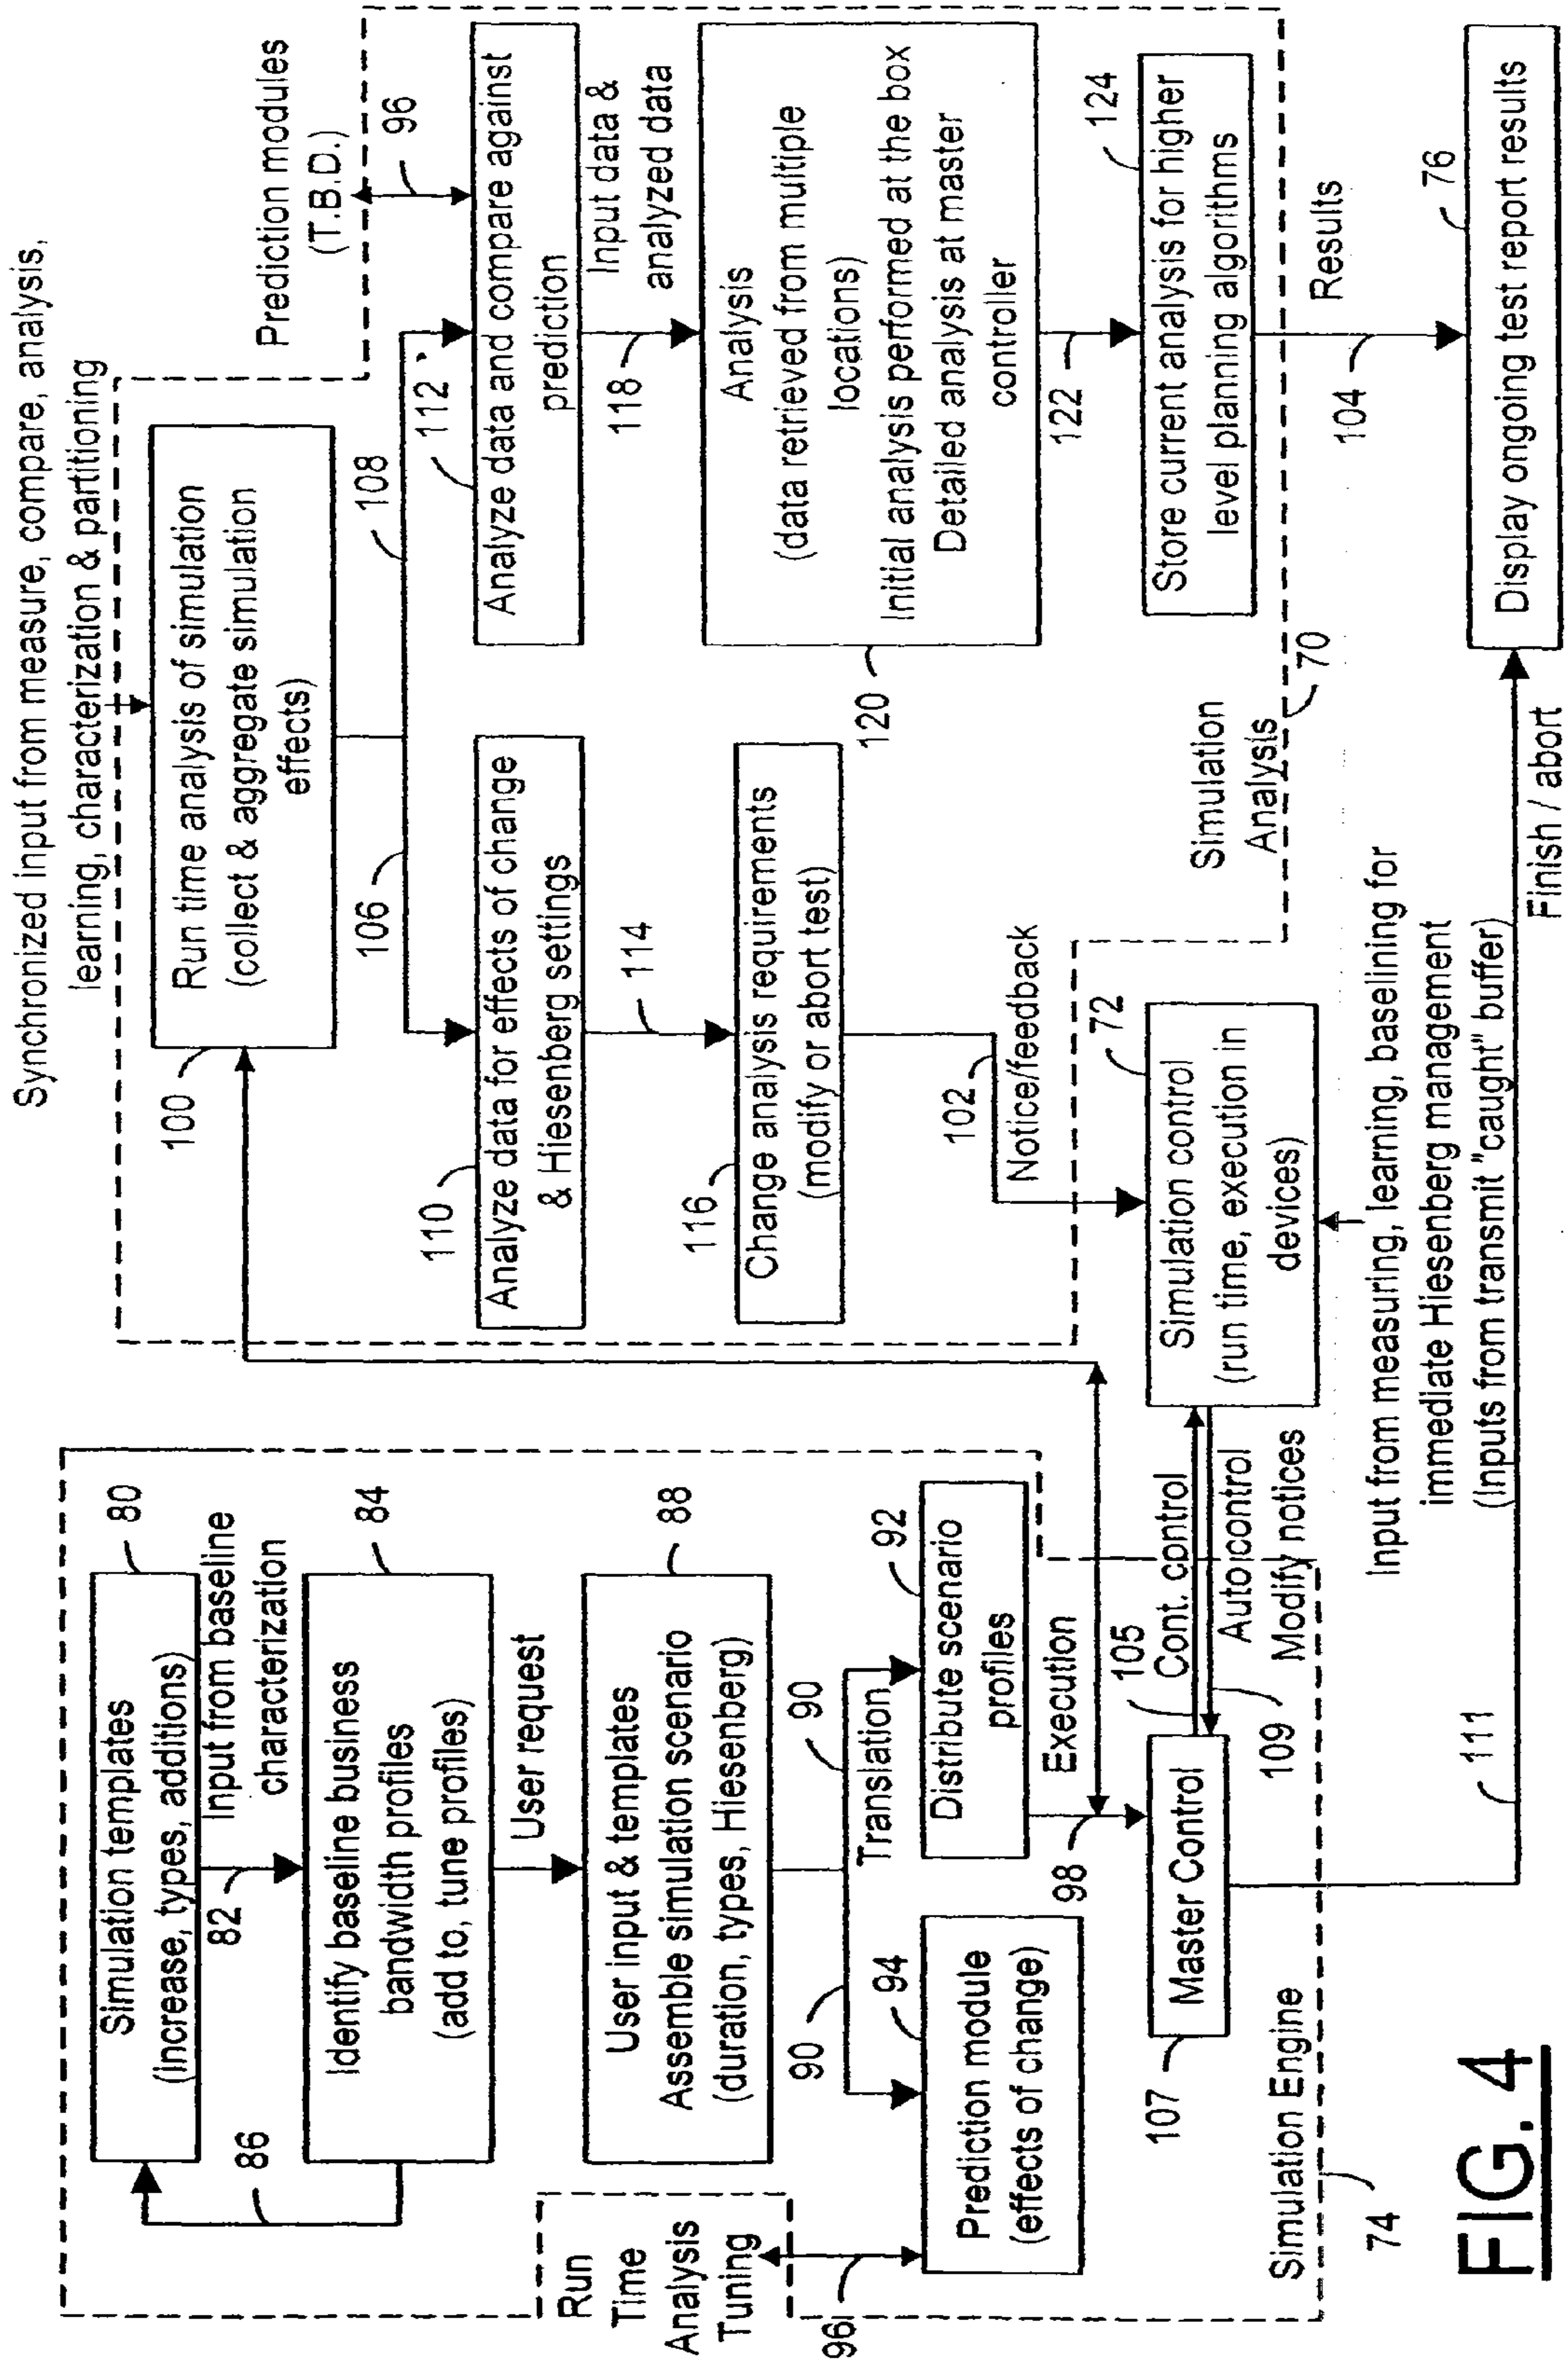 Simulation templates
(increase, types, additions)
80
82
Input from baseline
characterization
86
Identify baseline business
bandwidth profiles
(add to, tune profiles)
84
User request
User input & templates
Assemble simulation scenario
(duration, types, Hiesenberg)
88
90
Translation
90
Run
Time
Analysis
Tuning
96
Prediction module
(effects of change)
94
Distribute scenario
profiles
92
98
Execution
Master Control
107
105
Cont. control
Autocontrol
109
Modify notices
Simulation Engine
74
111
Synchronized input from measure, compare, analysis,
learning, characterization & partitioning
Run time analysis of simulation
(collect & aggregate simulation
effects)
100
106
108
Prediction modules
(T.B.D.)
96
110
Analyze data for effects of change
& Hiesenberg settings
112
Analyze data and compare against
prediction
114
118
Input data &
analyzed data
116
Change analysis requirements
(modify or abort test)
Analysis
(data retrieved from multiple
locations)
Initial analysis performed at the box
Detailed analysis at master
controller
120
102
Notice/feedback
122
Store current analysis for higher
level planning algorithms
124
Simulation
Analysis
70
Simulation control
(run time, execution in
devices)
72
Input from measuring, learning, baselining for
immediate Hiesenberg management
(Inputs from transmit "caught" buffer)
104
Results
Finish / abort
Display ongoing test report results
76
FIG. 4